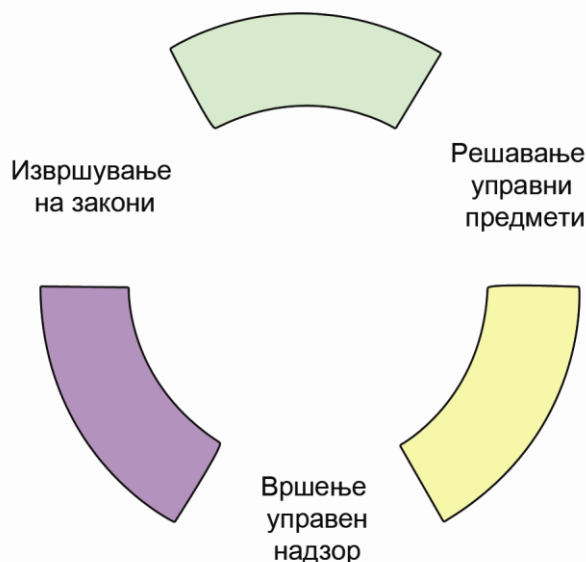 Извршување
на закони
Решавање
управни
предмети
Вршење
управен
надзор